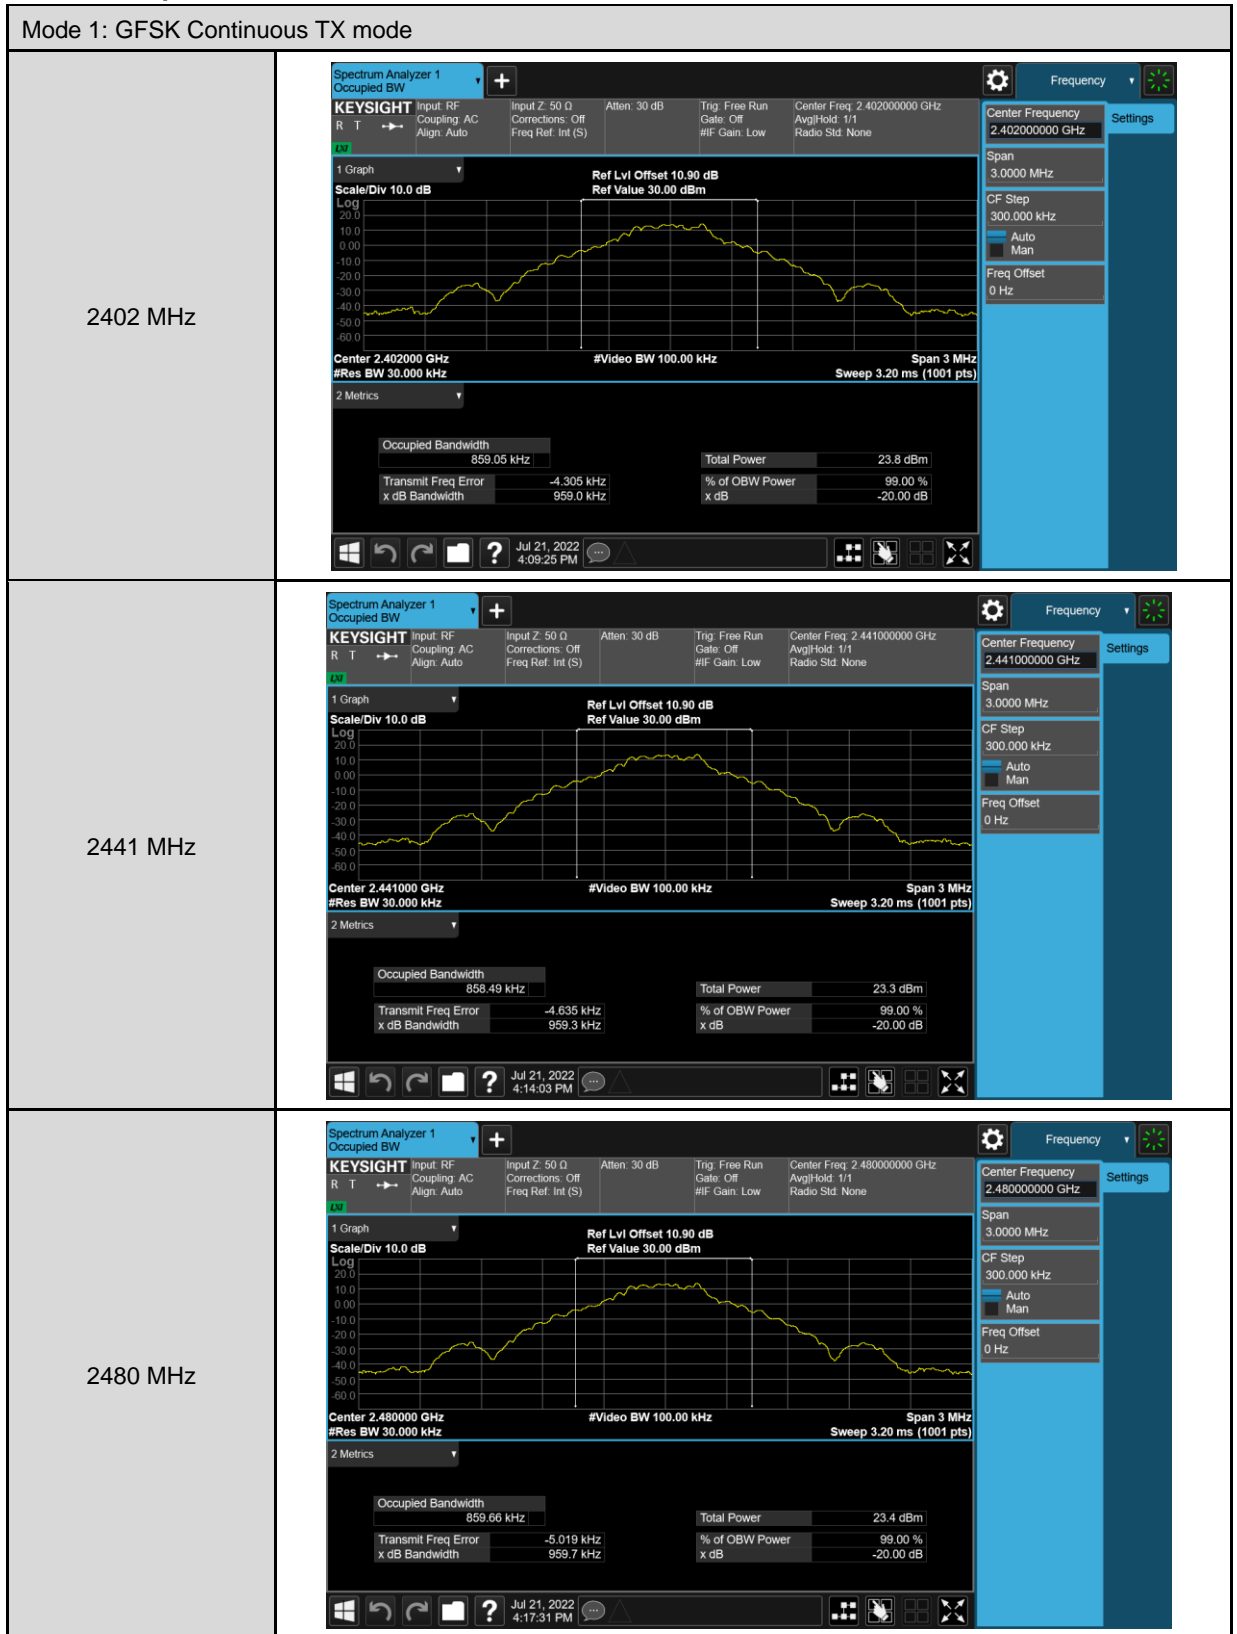 Mode 1: GFSK Continuous TX mode
2402 MHz
Spectrum Analyzer 1
Occupied BW
Frequency
KEYSIGHT Input: RF Input Z: 50 Ω Atten: 30 dB Trig: Free Run Center Freq: 2.402000000 GHz
R T Coupling: AC Corrections: Off Gate: Off Avg|Hold: 1/1
Align: Auto Freq Ref: Int (S) #IF Gain: Low Radio Std: None
LXI
Center Frequency
2.402000000 GHz
Settings
Span
3.0000 MHz
CF Step
300.000 kHz
Auto
Man
Freq Offset
0 Hz
1 Graph
Ref Lvl Offset 10.90 dB
Scale/Div 10.0 dB Ref Value 30.00 dBm
Log
20.0
10.0
0.00
-10.0
-20.0
-30.0
-40.0
-50.0
-60.0
Center 2.402000 GHz #Video BW 100.00 kHz Span 3 MHz
#Res BW 30.000 kHz Sweep 3.20 ms (1001 pts)
2 Metrics
Occupied Bandwidth
859.05 kHz Total Power 23.8 dBm
Transmit Freq Error -4.305 kHz % of OBW Power 99.00 %
x dB Bandwidth 959.0 kHz x dB -20.00 dB
? Jul 21, 2022
4:09:25 PM
2441 MHz
Spectrum Analyzer 1
Occupied BW
Frequency
KEYSIGHT Input: RF Input Z: 50 Ω Atten: 30 dB Trig: Free Run Center Freq: 2.441000000 GHz
R T Coupling: AC Corrections: Off Gate: Off Avg|Hold: 1/1
Align: Auto Freq Ref: Int (S) #IF Gain: Low Radio Std: None
LXI
Center Frequency
2.441000000 GHz
Settings
Span
3.0000 MHz
CF Step
300.000 kHz
Auto
Man
Freq Offset
0 Hz
1 Graph
Ref Lvl Offset 10.90 dB
Scale/Div 10.0 dB Ref Value 30.00 dBm
Log
20.0
10.0
0.00
-10.0
-20.0
-30.0
-40.0
-50.0
-60.0
Center 2.441000 GHz #Video BW 100.00 kHz Span 3 MHz
#Res BW 30.000 kHz Sweep 3.20 ms (1001 pts)
2 Metrics
Occupied Bandwidth
858.49 kHz Total Power 23.3 dBm
Transmit Freq Error -4.635 kHz % of OBW Power 99.00 %
x dB Bandwidth 959.3 kHz x dB -20.00 dB
? Jul 21, 2022
4:14:03 PM
2480 MHz
Spectrum Analyzer 1
Occupied BW
Frequency
KEYSIGHT Input: RF Input Z: 50 Ω Atten: 30 dB Trig: Free Run Center Freq: 2.480000000 GHz
R T Coupling: AC Corrections: Off Gate: Off Avg|Hold: 1/1
Align: Auto Freq Ref: Int (S) #IF Gain: Low Radio Std: None
LXI
Center Frequency
2.480000000 GHz
Settings
Span
3.0000 MHz
CF Step
300.000 kHz
Auto
Man
Freq Offset
0 Hz
1 Graph
Ref Lvl Offset 10.90 dB
Scale/Div 10.0 dB Ref Value 30.00 dBm
Log
20.0
10.0
0.00
-10.0
-20.0
-30.0
-40.0
-50.0
-60.0
Center 2.480000 GHz #Video BW 100.00 kHz Span 3 MHz
#Res BW 30.000 kHz Sweep 3.20 ms (1001 pts)
2 Metrics
Occupied Bandwidth
859.66 kHz Total Power 23.4 dBm
Transmit Freq Error -5.019 kHz % of OBW Power 99.00 %
x dB Bandwidth 959.7 kHz x dB -20.00 dB
? Jul 21, 2022
4:17:31 PM